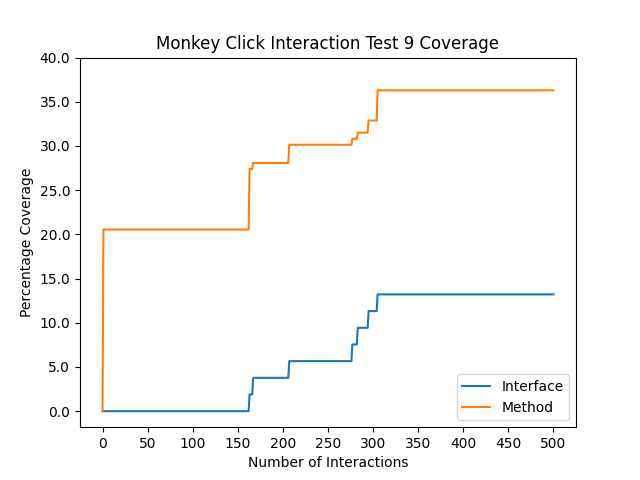 Monkey Click Interaction Test 9 Coverage
40.0
35.0
30.0
25.0
20.0
15.0
10.0
5.0
0.0
Percentage Coverage
Interface
Method
0 50 100 150 200 250 300 350 400 450 500
Number of Interactions